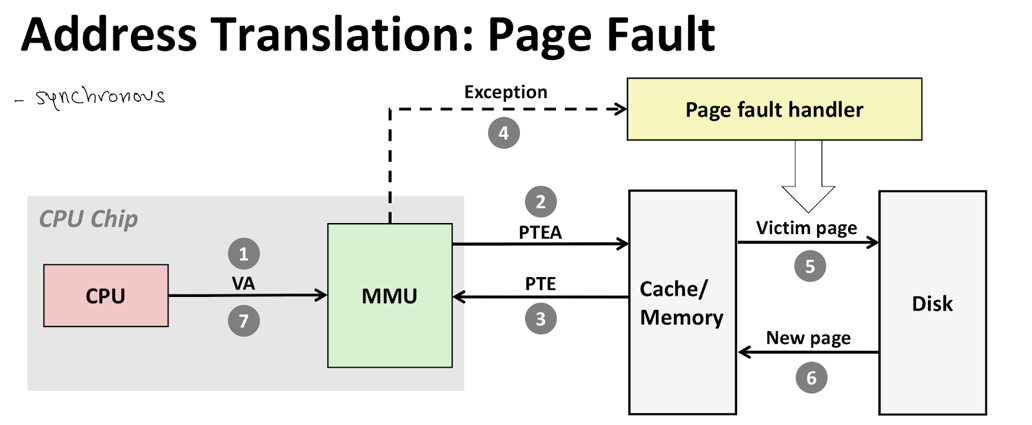 Address Translation: Page Fault
- synchronous
Exception
4
Page fault handler
CPU Chip
CPU
1
VA
7
MMU
2
PTEA
PTE
3
Cache/
Memory
Victim page
5
New page
6
Disk